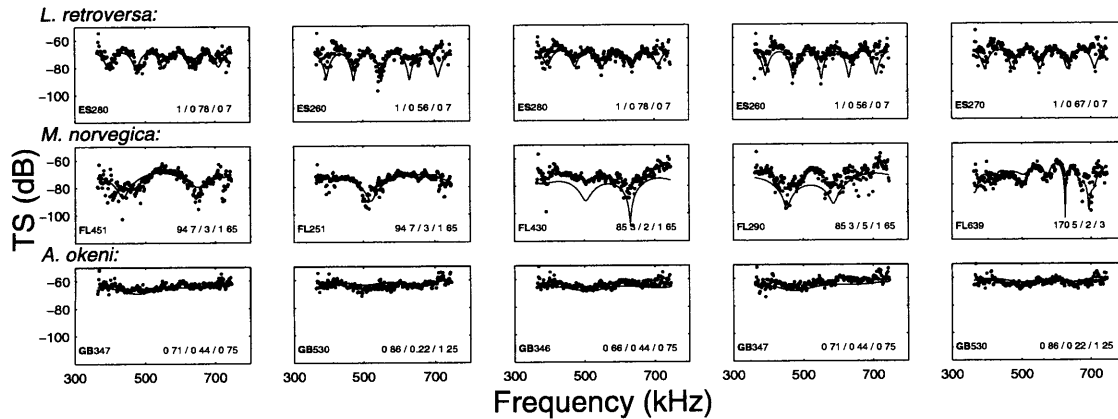 L. retroversa:
−60
−80
−100
ES280 1 / 0 78 / 0 7
ES260 1 / 0 56 / 0 7
ES280 1 / 0 78 / 0 7
ES260 1 / 0 56 / 0 7
ES270 1 / 0 67 / 0 7
M. norvegica:
−60
−80
−100
FL451 94 7 / 3 / 1 65
FL251 94 7 / 3 / 1 65
FL430 85 3 / 2 / 1 65
FL290 85 3 / 5 / 1 65
FL639 170 5 / 2 / 3
TS (dB)
A. okeni:
−60
−80
−100
GB347 0 71 / 0 44 / 0 75
GB530 0 86 / 0.22 / 1 25
GB346 0 66 / 0 44 / 0 75
GB347 0 71 / 0 44 / 0 75
GB530 0 86 / 0 22 / 1 25
300 500 700
300 500 700
300 500 700
300 500 700
300 500 700
Frequency (kHz)